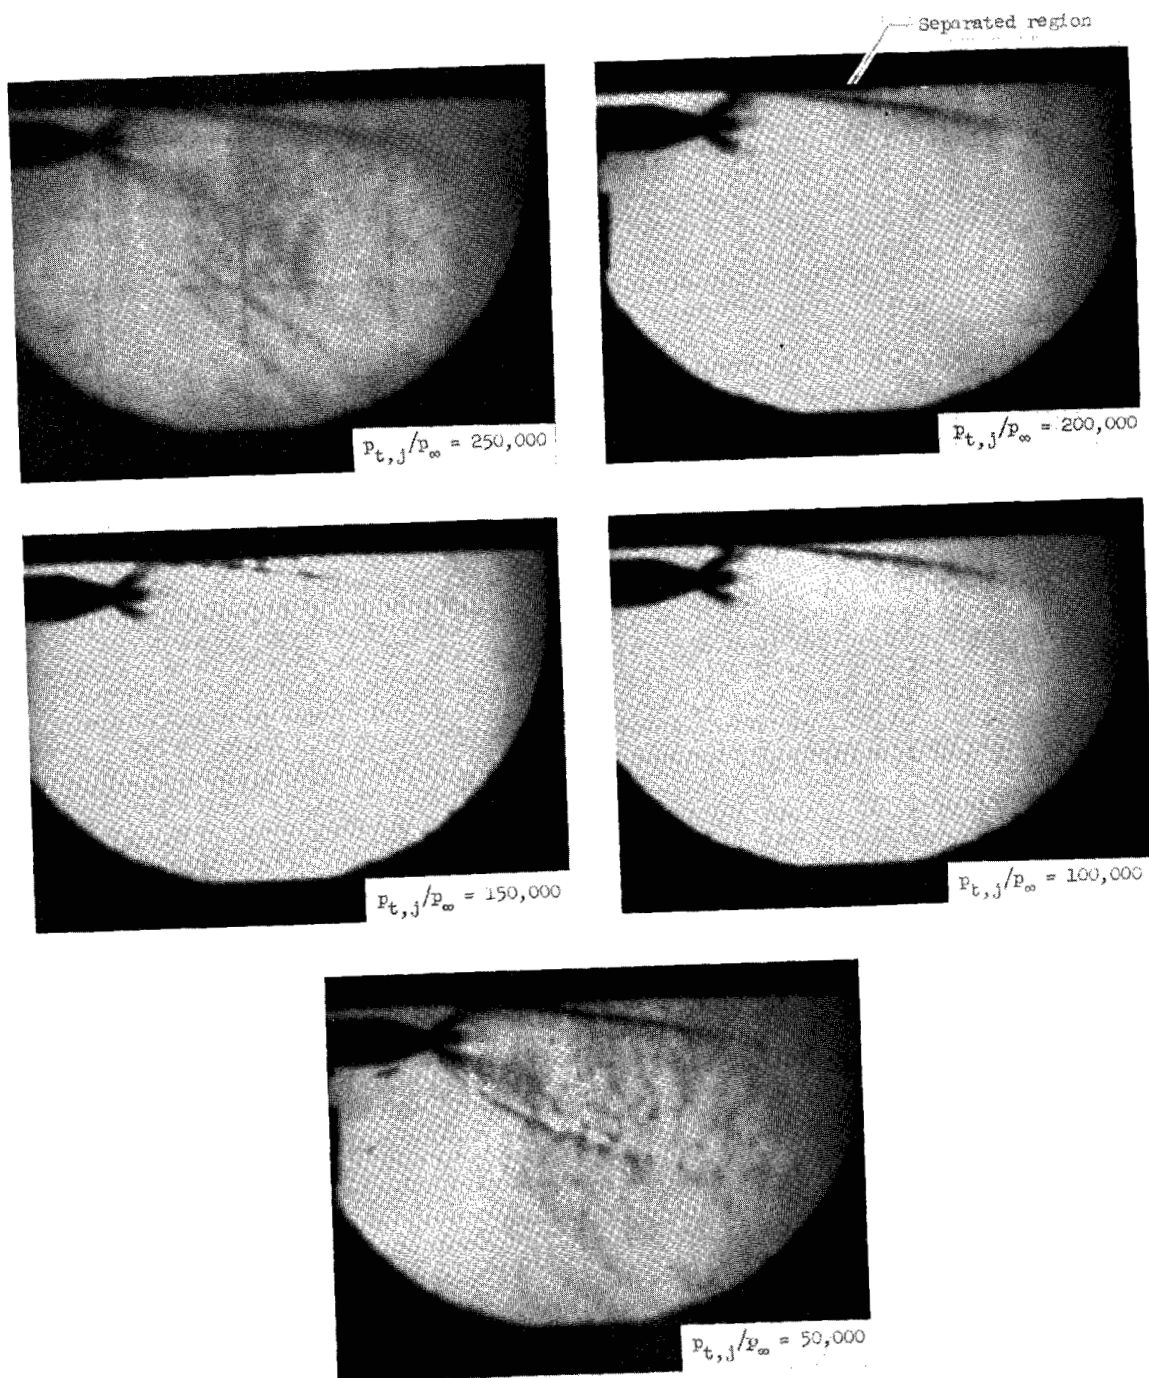 Separated region
p_t,j/p_∞ = 250,000
p_t,j/p_∞ = 200,000
p_t,j/p_∞ = 150,000
p_t,j/p_∞ = 100,000
p_t,j/p_∞ = 50,000